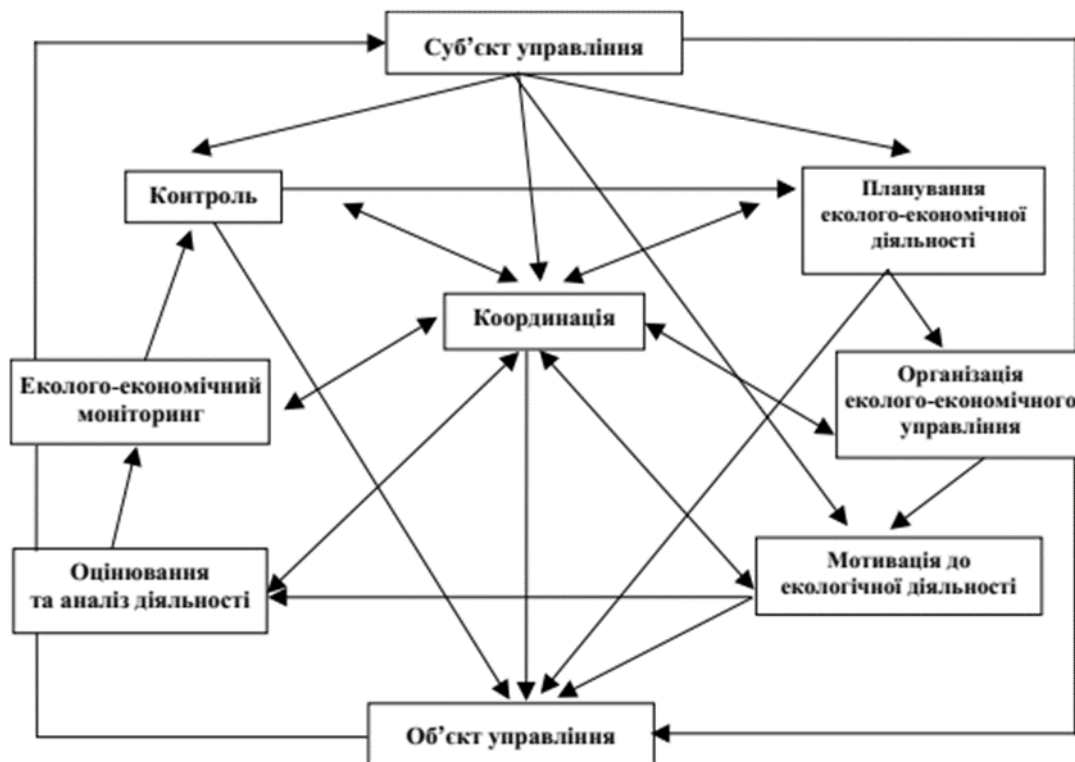 Суб’єкт управління
Контроль
Планування
еколого-економічної
діяльності
Координація
Еколого-економічний
моніторинг
Організація
еколого-економічного
управління
Оцінювання
та аналіз діяльності
Мотивація до
екологічної діяльності
Об’єкт управління